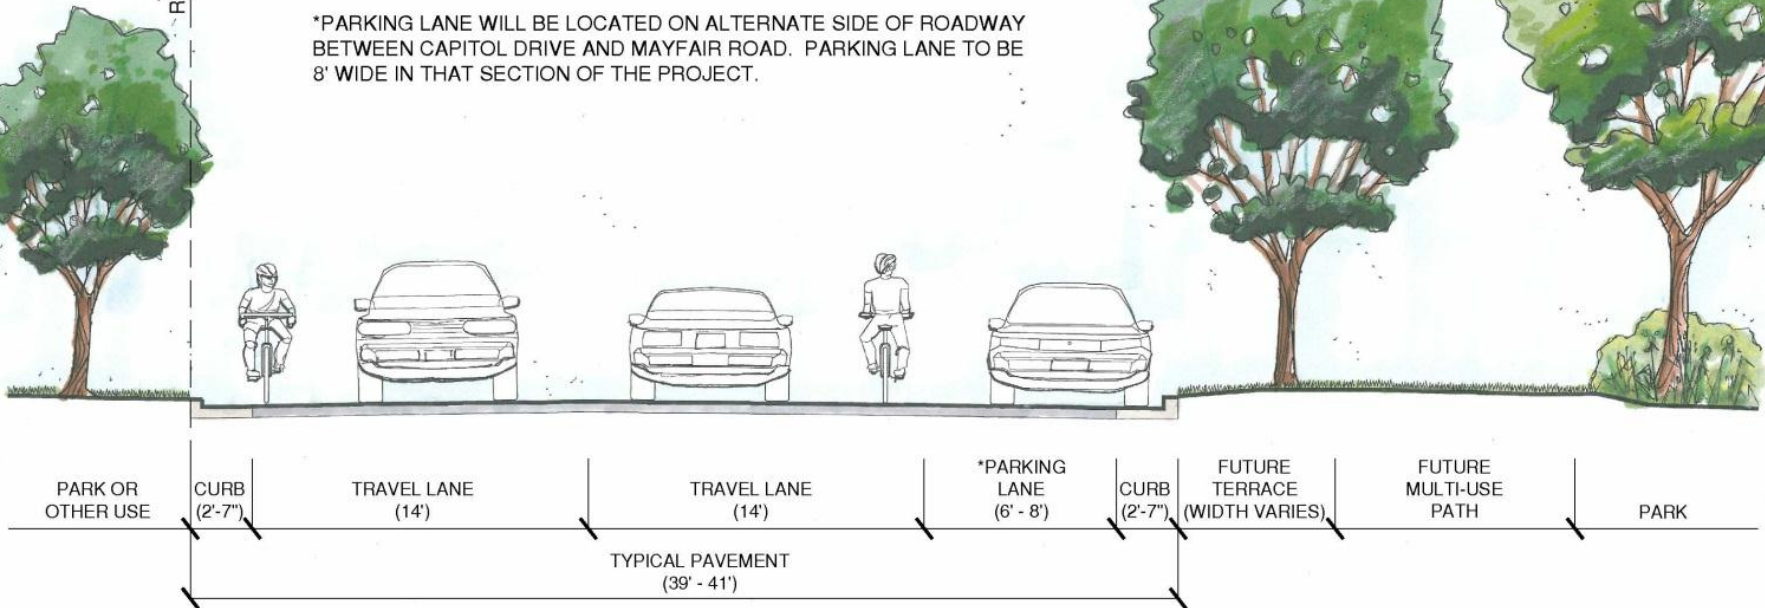 R
*PARKING LANE WILL BE LOCATED ON ALTERNATE SIDE OF ROADWAY
BETWEEN CAPITOL DRIVE AND MAYFAIR ROAD. PARKING LANE TO BE
8' WIDE IN THAT SECTION OF THE PROJECT.
PARK OR
OTHER USE
CURB
(2'-7")
TRAVEL LANE
(14')
TRAVEL LANE
(14')
*PARKING
LANE
(6' - 8')
CURB
(2'-7")
FUTURE
TERRACE
(WIDTH VARIES)
FUTURE
MULTI-USE
PATH
PARK
TYPICAL PAVEMENT
(39' - 41')